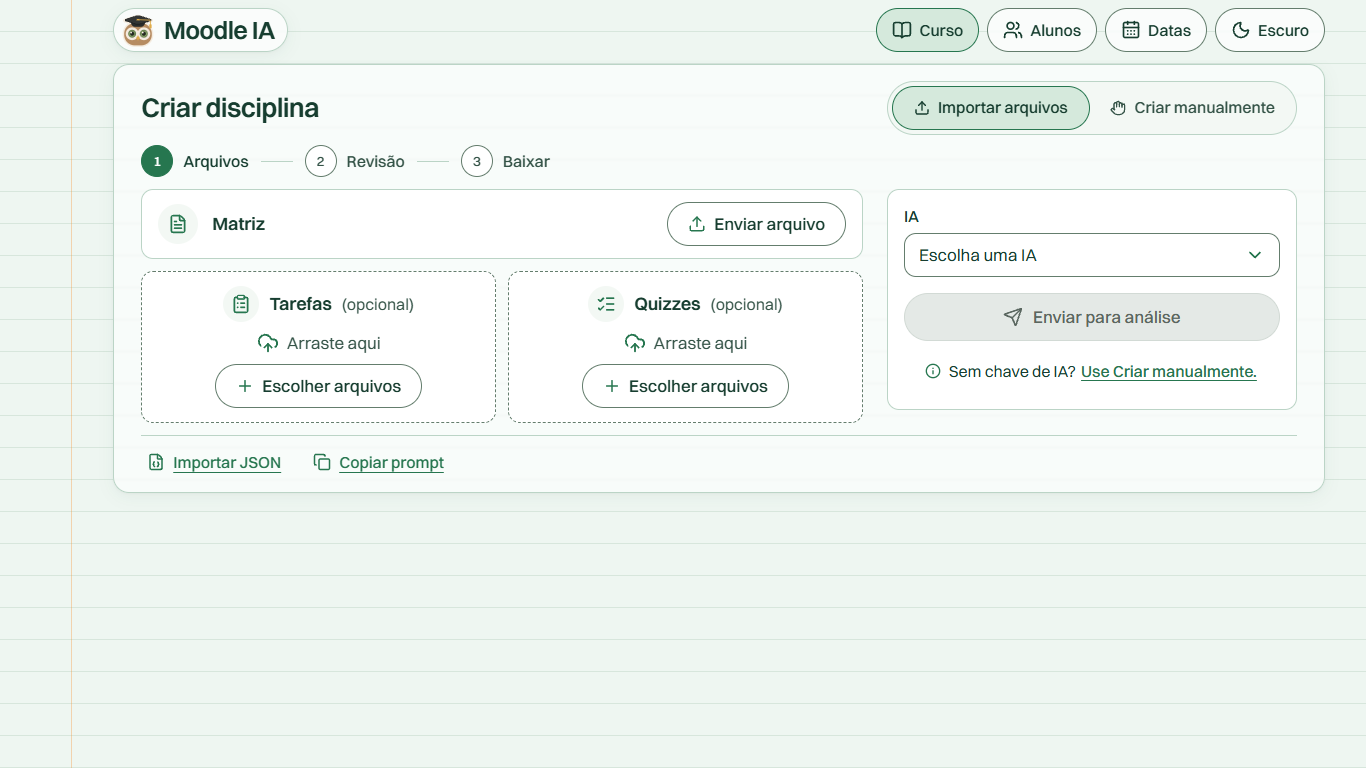 Moodle IA
Curso
Alunos
Datas
Escuro
Criar disciplina
Importar arquivos
Criar manualmente
1 Arquivos
2 Revisão
3 Baixar
Matriz
Enviar arquivo
Tarefas (opcional)
Arraste aqui
Escolher arquivos
Quizzes (opcional)
Arraste aqui
Escolher arquivos
IA
Escolha uma IA
Enviar para análise
Sem chave de IA? Use Criar manualmente.
Importar JSON
Copiar prompt